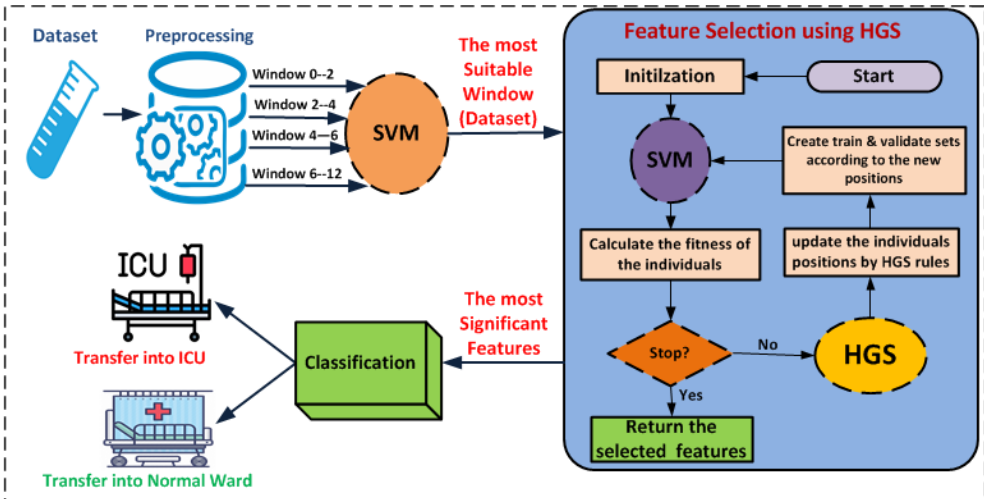 Dataset
Preprocessing
Window 0--2
Window 2--4
Window 4—6
Window 6--12
SVM
The most
Suitable
Window
(Dataset)
Feature Selection using HGS
Start
Initilzation
SVM
Create train & validate sets
according to the new
positions
Calculate the fitness of
the individuals
update the individuals
positions by HGS rules
Stop?
No
HGS
Yes
Return the
selected features
The most
Significant
Features
Classification
ICU
Transfer into ICU
Transfer into Normal Ward